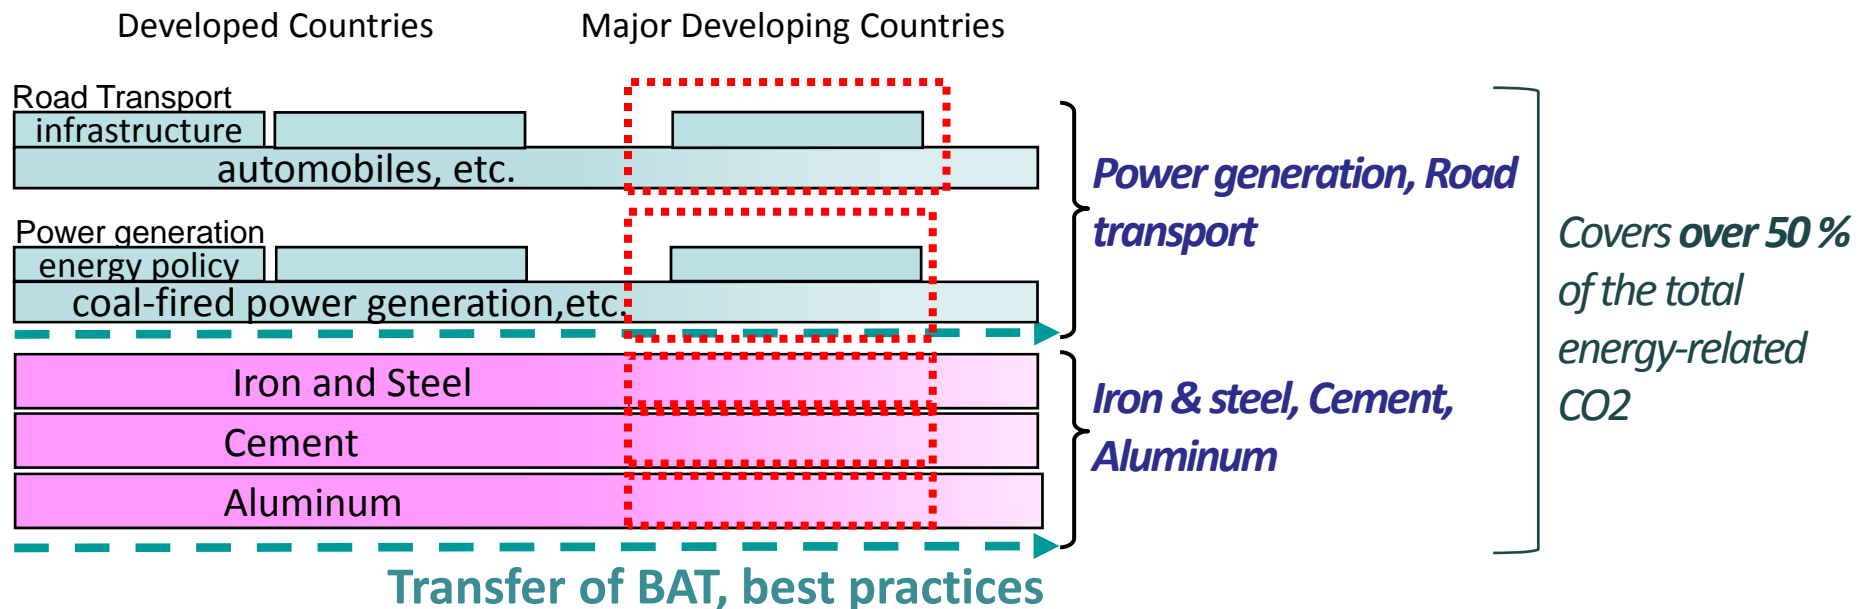 Developed Countries
Major Developing Countries
Road Transport
infrastructure
automobiles, etc.
Power generation
energy policy
coal-fired power generation,etc.
Iron and Steel
Cement
Aluminum
Transfer of BAT, best practices
Power generation, Road
transport
Iron & steel, Cement,
Aluminum
Covers over 50 %
of the total
energy-related
CO2